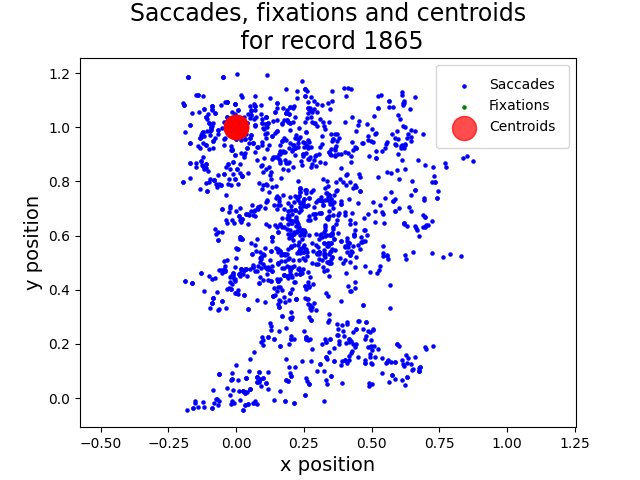 Saccades, fixations and centroids
for record 1865
Saccades
Fixations
Centroids
y position
1.2
1.0
0.8
0.6
0.4
0.2
0.0
−0.50
−0.25
0.00
0.25
0.50
0.75
1.00
1.25
x position